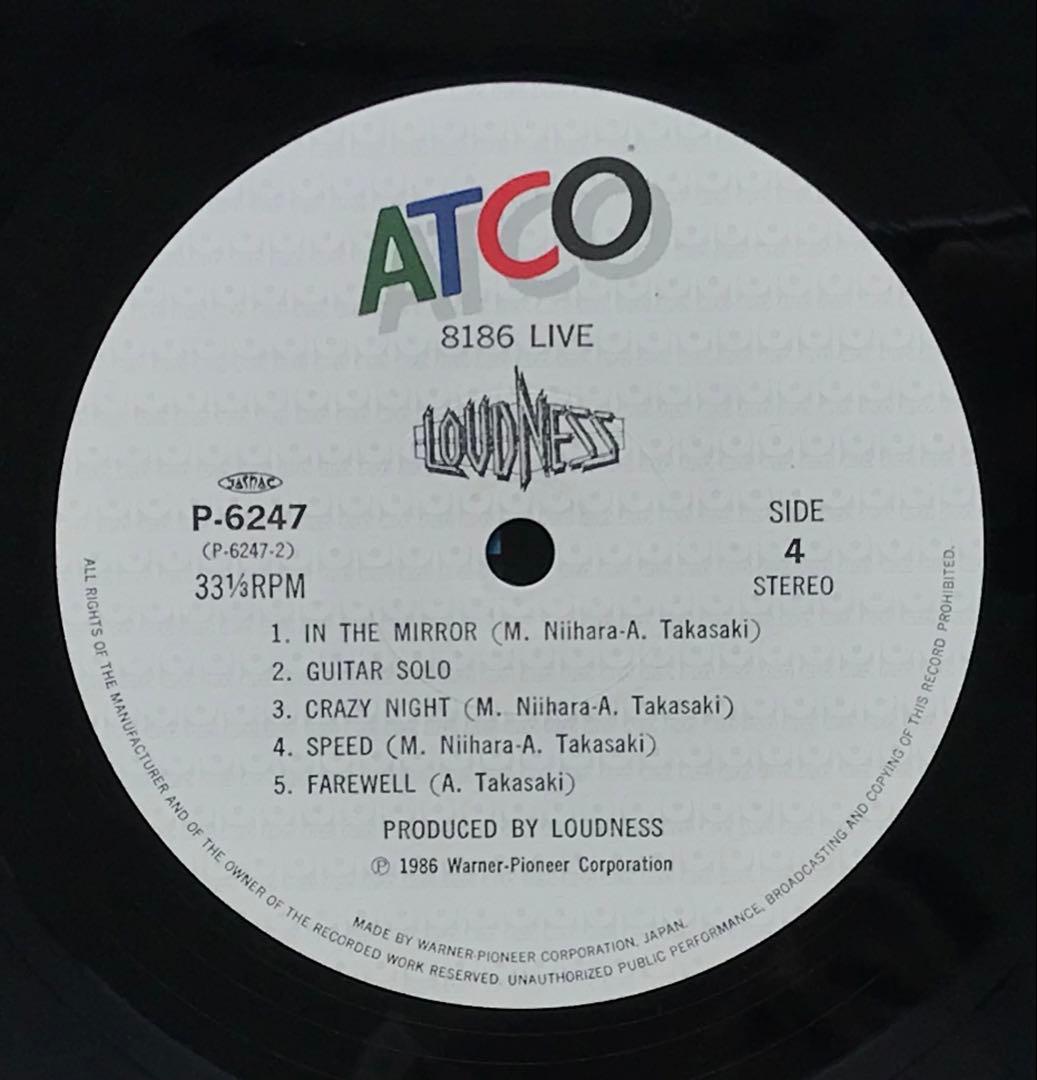 ATCO
8186 LIVE
LOUDNESS
JASRAC
P-6247
(P-6247-2)
33⅓RPM
SIDE
4
STEREO
1. IN THE MIRROR (M. Niihara-A. Takasaki)
2. GUITAR SOLO
3. CRAZY NIGHT (M. Niihara-A. Takasaki)
4. SPEED (M. Niihara-A. Takasaki)
5. FAREWELL (A. Takasaki)
PRODUCED BY LOUDNESS
℗ 1986 Warner-Pioneer Corporation
MADE BY WARNER-PIONEER CORPORATION, JAPAN.
ALL RIGHTS OF THE MANUFACTURER AND OF THE OWNER OF THE RECORDED WORK RESERVED. UNAUTHORIZED PUBLIC PERFORMANCE, BROADCASTING AND COPYING OF THIS RECORD PROHIBITED.